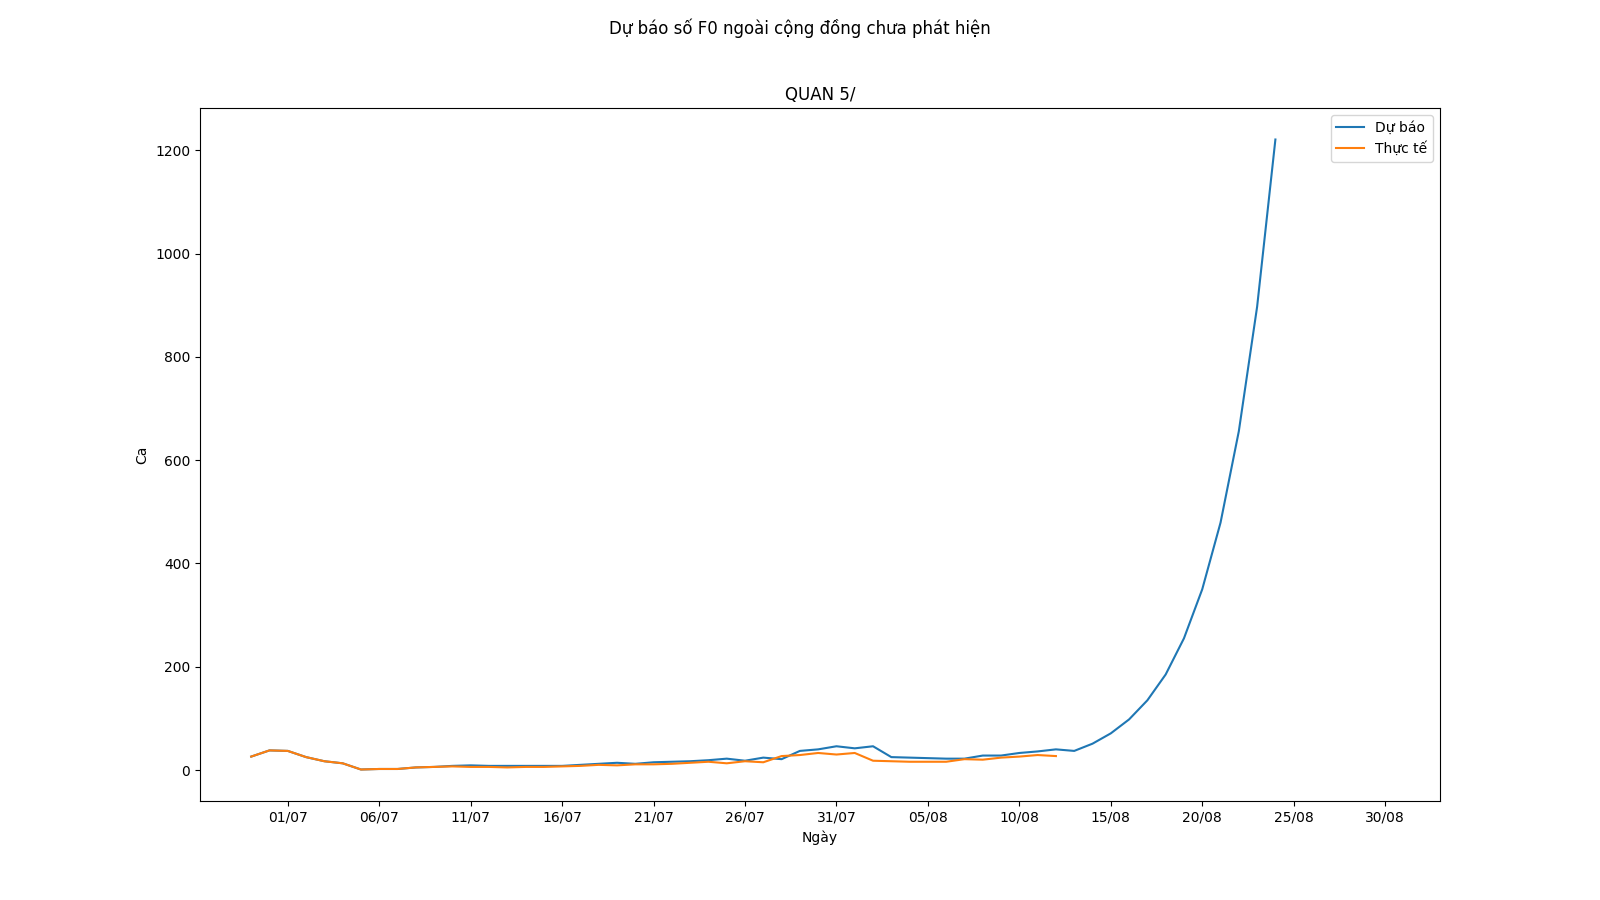 Dự báo số F0 ngoài cộng đồng chưa phát hiện
QUAN 5/
Dự báo
Thực tế
1200
1000
800
600
400
200
0
Ca
01/07 06/07 11/07 16/07 21/07 26/07 31/07 05/08 10/08 15/08 20/08 25/08 30/08
Ngày